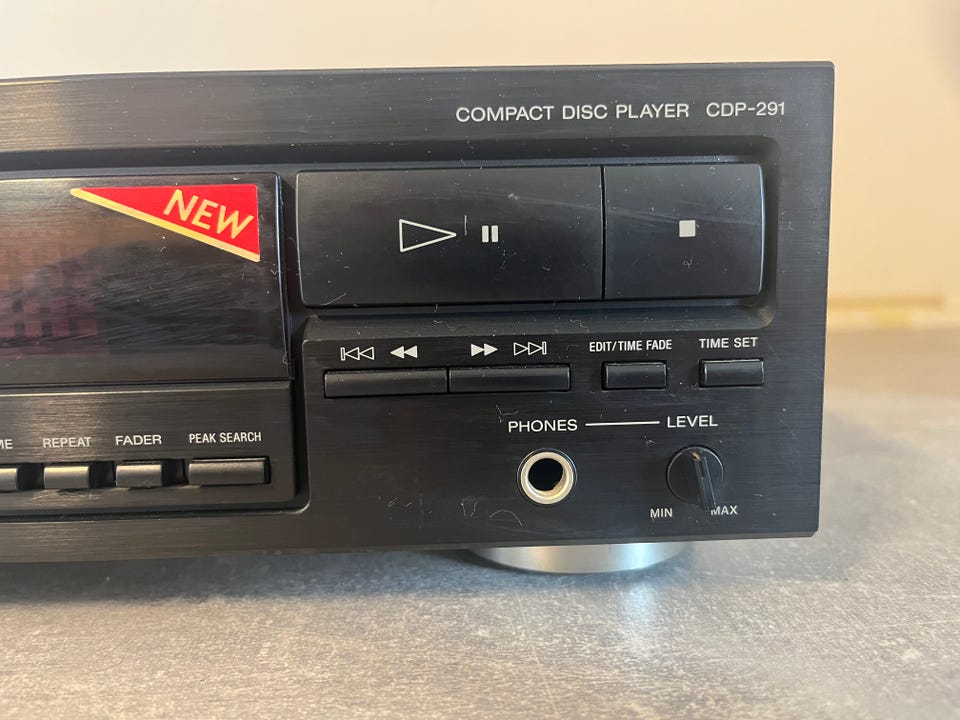 COMPACT DISC PLAYER CDP-291
NEW
EDIT/TIME FADE TIME SET
PHONES LEVEL
REPEAT FADER PEAK SEARCH
MIN MAX